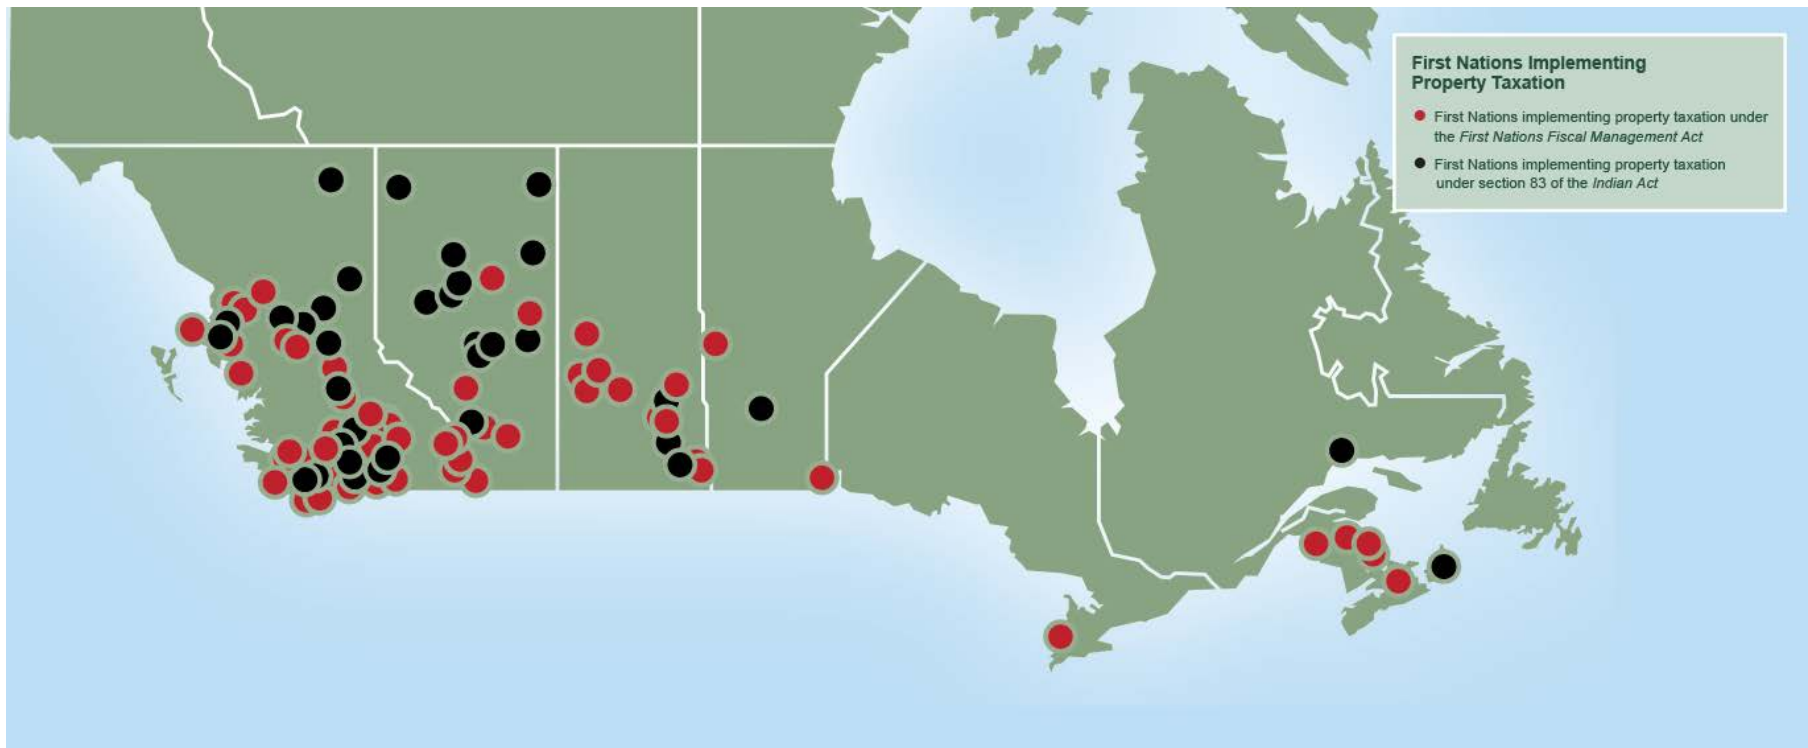 First Nations Implementing
Property Taxation
First Nations implementing property taxation under
the First Nations Fiscal Management Act
First Nations implementing property taxation
under section 83 of the Indian Act